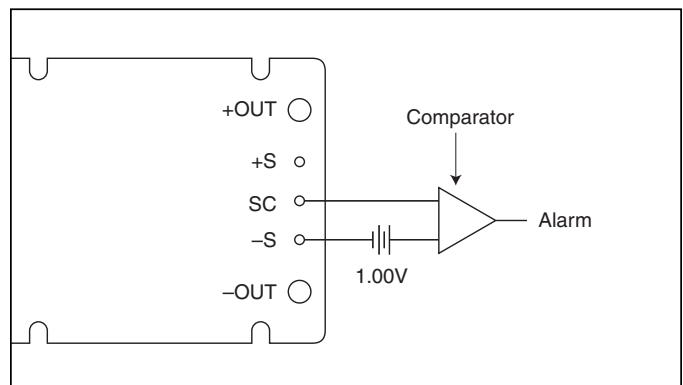 +OUT
Comparator
+S
SC
Alarm
–S
1.00V
–OUT